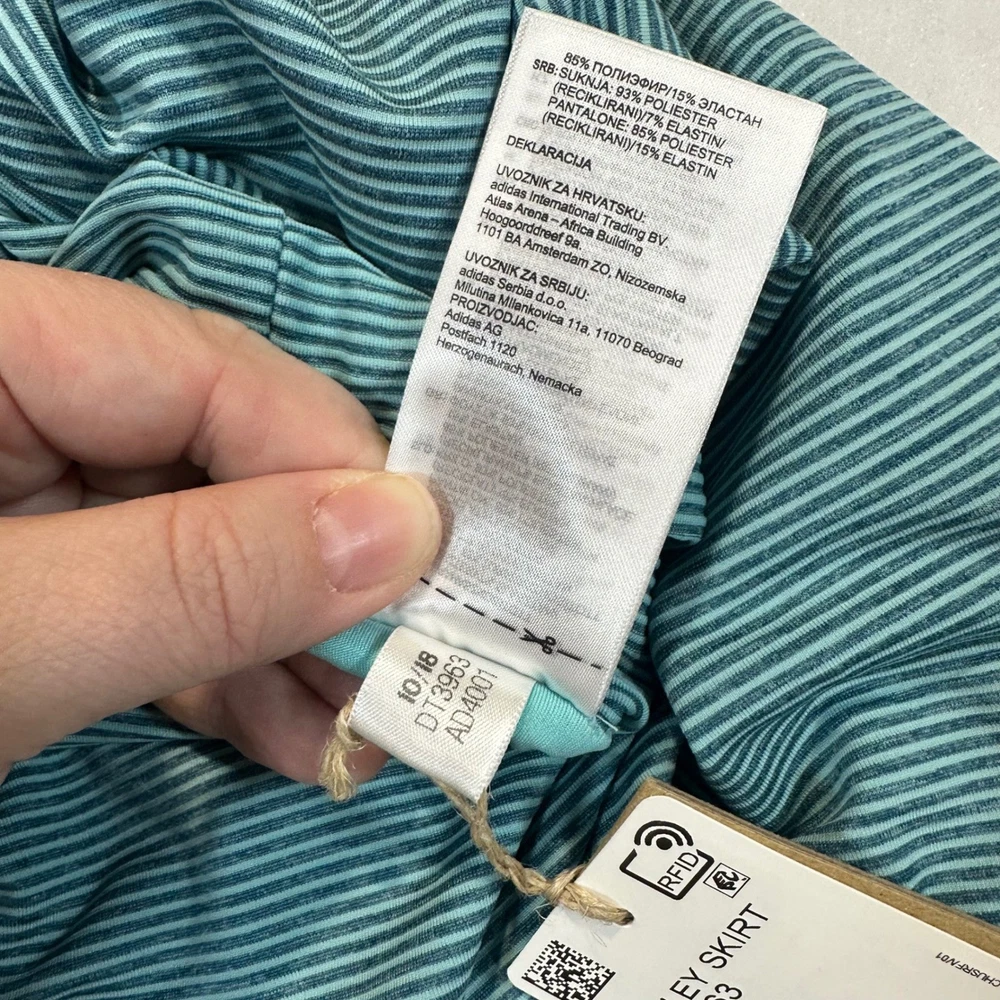 85% ПОЛИЭФИР/15% ЭЛАСТАН
SRB: SUKNJA: 93% POLIESTER
(RECIKLIRANI)/7% ELASTIN/
PANTALONE: 85% POLIESTER
(RECIKLIRANI)/15% ELASTIN
DEKLARACIJA
UVOZNIK ZA HRVATSKU:
adidas International Trading BV.
Atlas Arena – Africa Building
Hoogoorddreef 9a.
1101 BA Amsterdam ZO, Nizozemska
UVOZNIK ZA SRBIJU:
adidas Serbia d.o.o.
Milutina Milankovica 11a, 11070 Beograd
PROIZVODJAC:
Adidas AG
Postfach 1120
Herzogenaurach, Nemacka
10/18
DT3963
AD4001
RFID
EY SKIRT
63